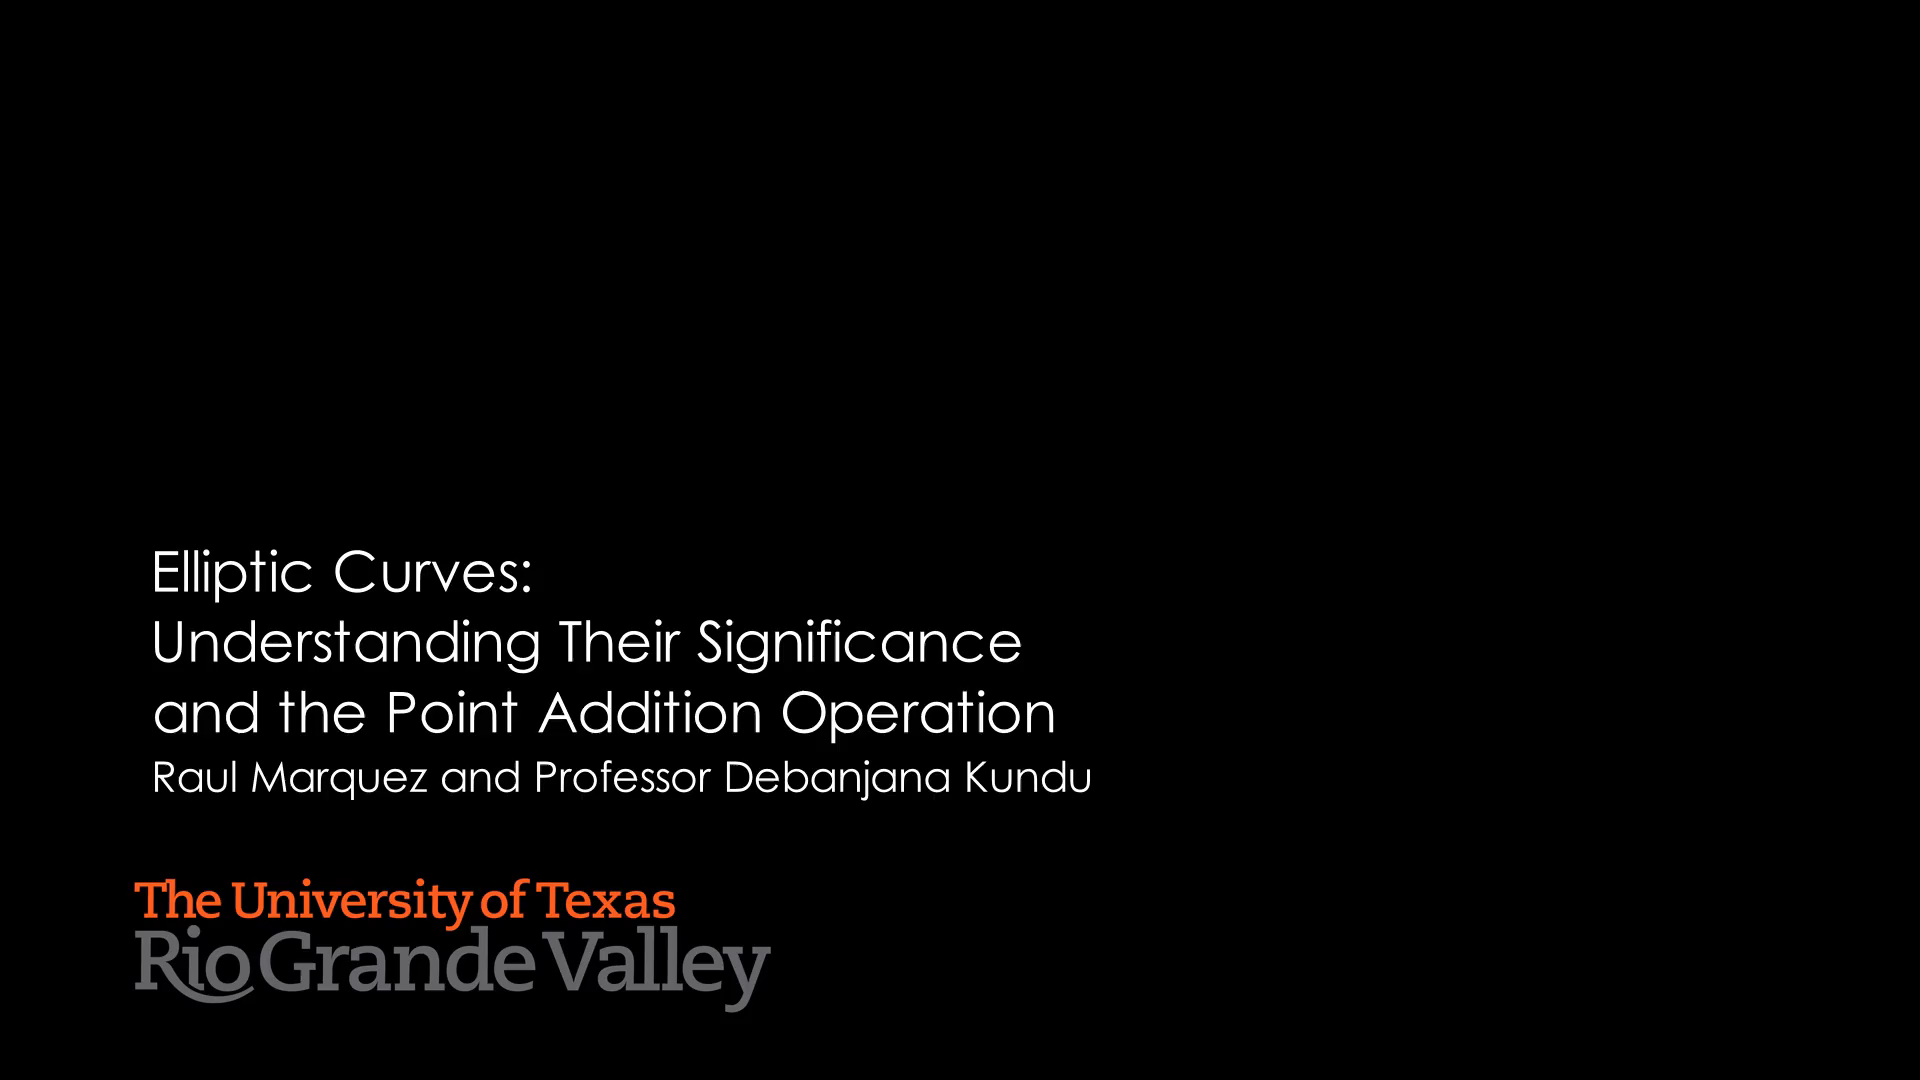 Elliptic Curves:
Understanding Their Significance
and the Point Addition Operation
Raul Marquez and Professor Debanjana Kundu
The University of Texas
Rio Grande Valley